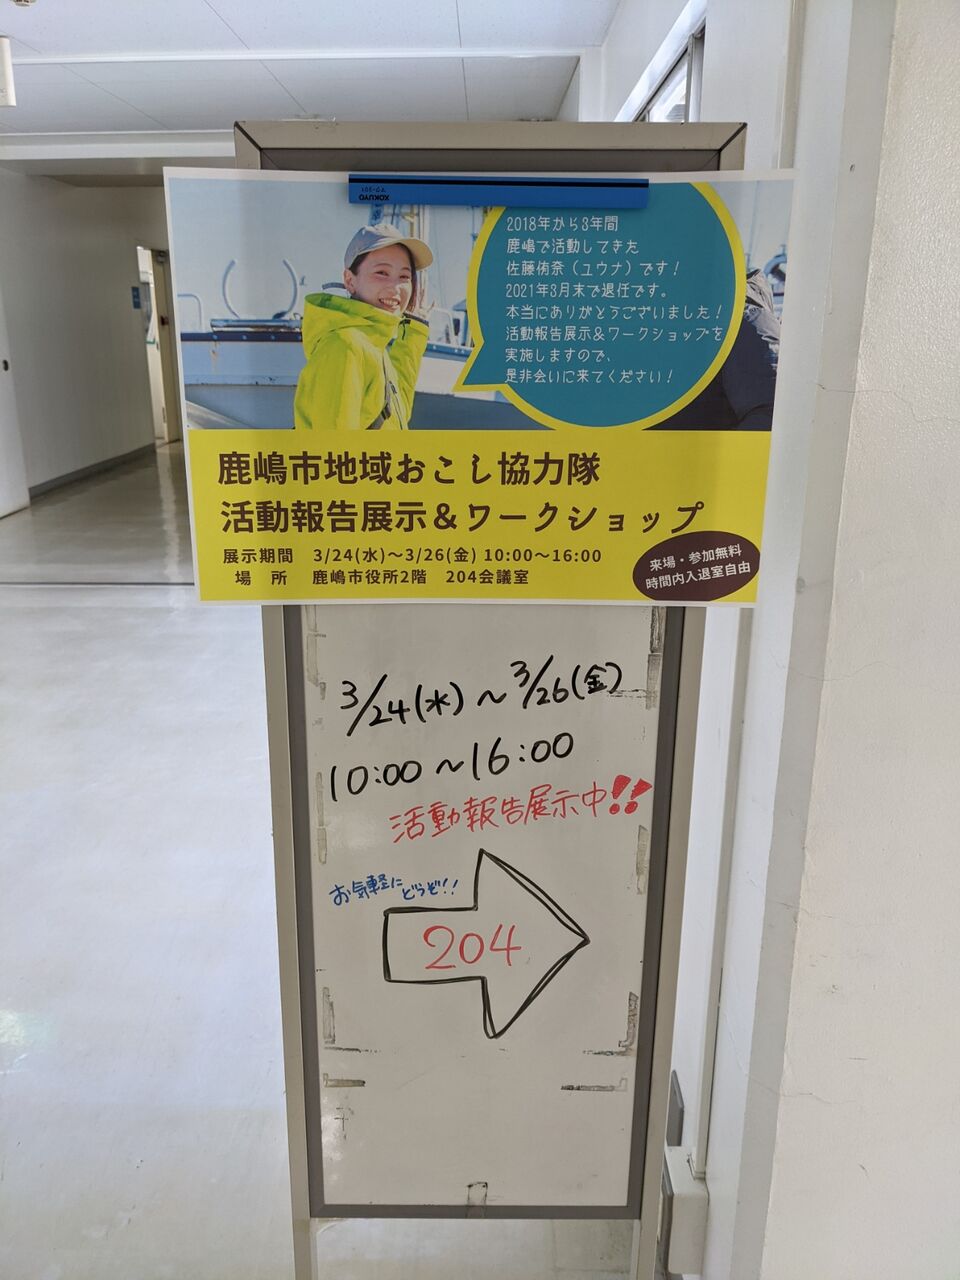 KOKUYO
2018年から3年間
鹿嶋で活動してきた
佐藤侑奈（ユウナ）です！
2021年3月末で退任です。
本当にありがとうございました！
活動報告展示＆ワークショップを
実施しますので、
是非会いに来てください！
鹿嶋市地域おこし協力隊
活動報告展示＆ワークショップ
展示期間 3/24(水)～3/26(金) 10:00～16:00
場 所 鹿嶋市役所2階 204会議室
来場・参加無料
時間内入退室自由
3/24(水)～3/26(金)
10:00～16:00
活動報告展示中!!
お気軽にどうぞ!!
204